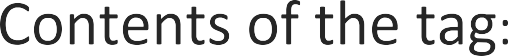 Contents of the tag: